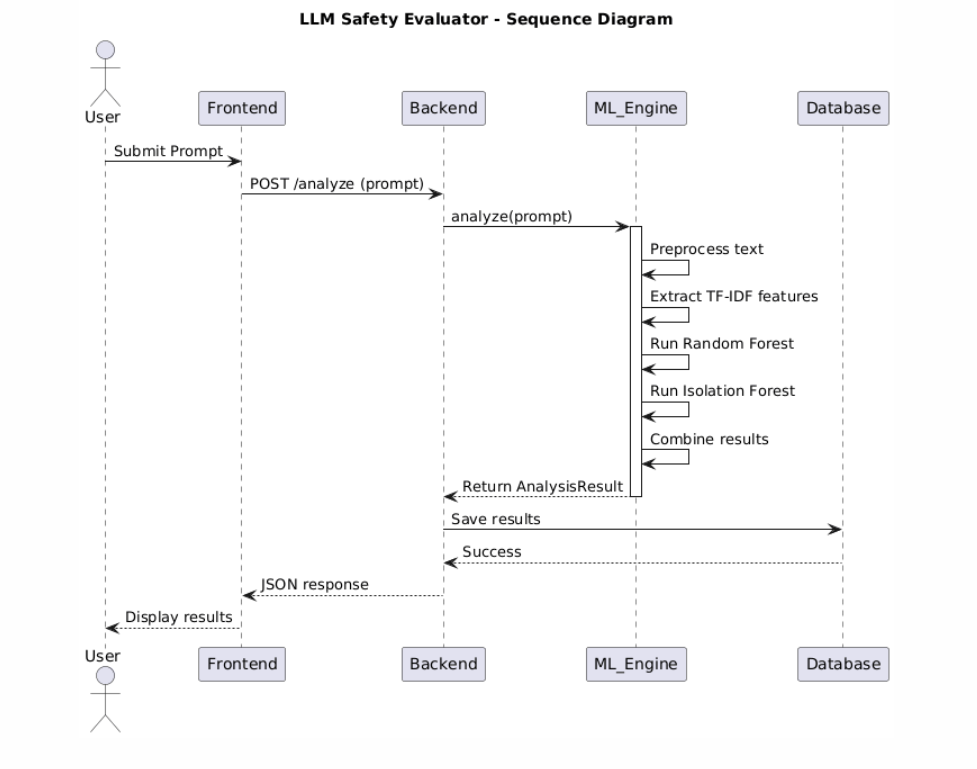 LLM Safety Evaluator - Sequence Diagram
User
Frontend
Backend
ML_Engine
Database
Submit Prompt
POST /analyze (prompt)
analyze(prompt)
Preprocess text
Extract TF-IDF features
Run Random Forest
Run Isolation Forest
Combine results
Return AnalysisResult
Save results
Success
JSON response
Display results
User
Frontend
Backend
ML_Engine
Database